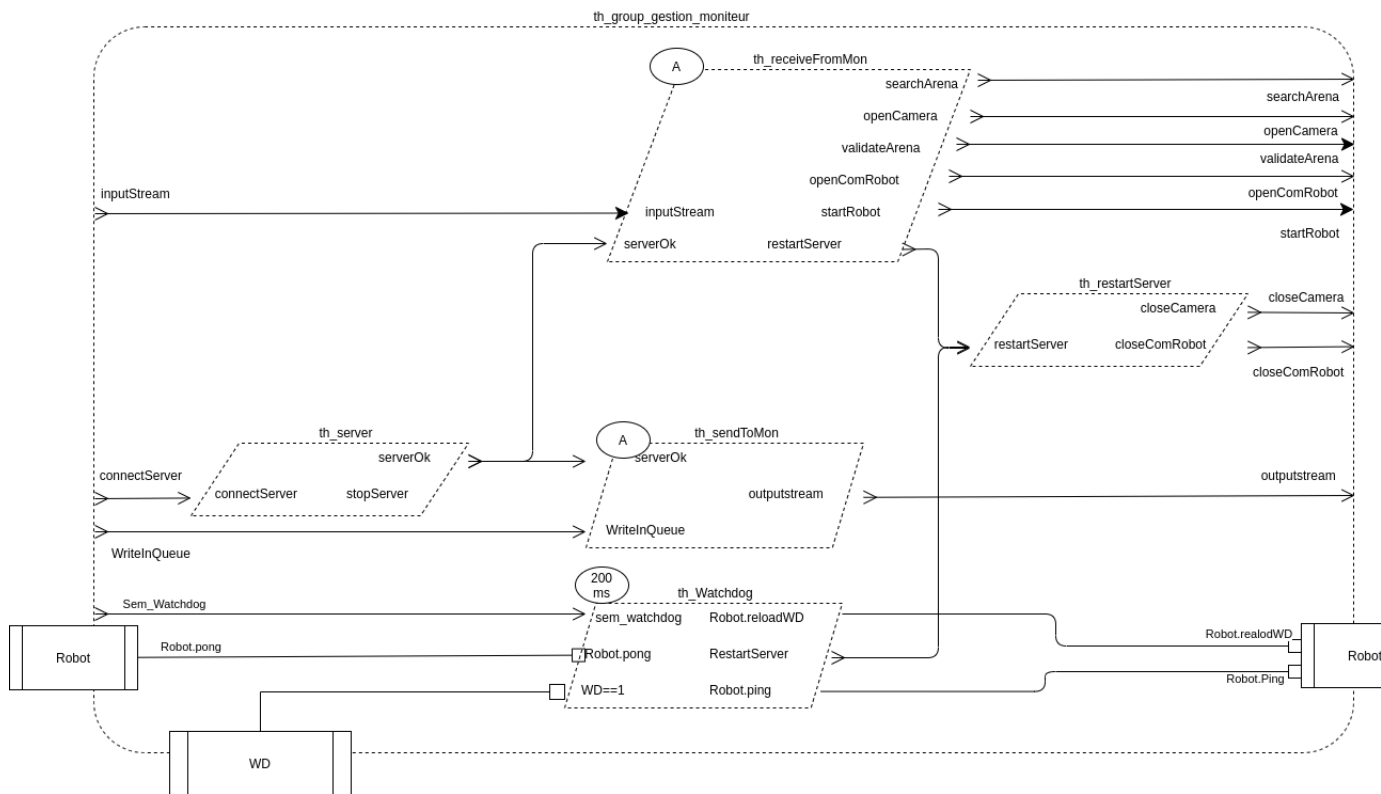 th_group_gestion_moniteur
A
th_receiveFromMon
searchArena
searchArena
openCamera
openCamera
validateArena
validateArena
openComRobot
openComRobot
inputStream
inputStream
startRobot
startRobot
serverOk
restartServer
th_restartServer
closeCamera
closeCamera
restartServer
closeComRobot
closeComRobot
th_server
serverOk
connectServer
connectServer
stopServer
A
th_sendToMon
serverOk
outputstream
outputstream
WriteInQueue
WriteInQueue
200
ms
th_Watchdog
Sem_Watchdog
sem_watchdog
Robot.reloadWD
Robot.realodWD
Robot
Robot.pong
Robot.pong
RestartServer
Robot
WD==1
Robot.ping
Robot.Ping
WD